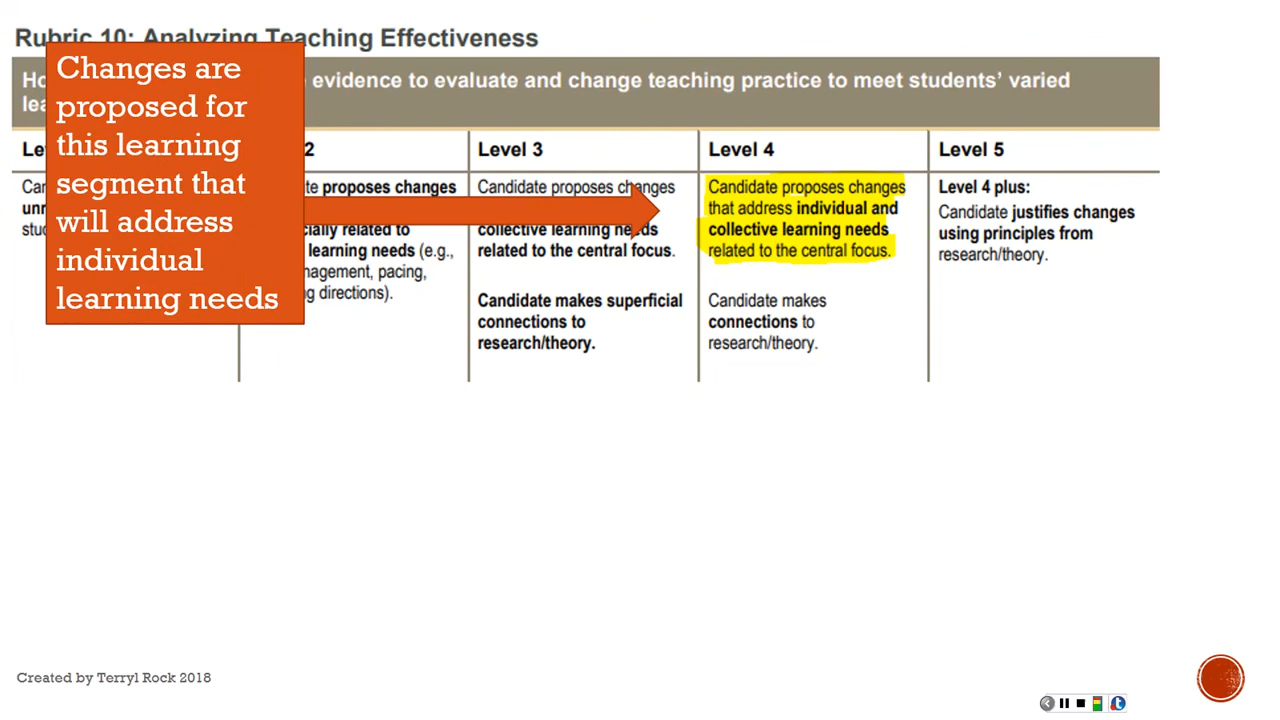 Rubric 10: Analyzing Teaching Effectiveness
Changes are
proposed for
this learning
segment that
will address
individual
learning needs
evidence to evaluate and change teaching practice to meet students' varied
2
proposes changes
related to
learning needs (e.g.,
pacing,
directions).
Level 3
Candidate proposes changes
collective learning needs
related to the central focus.
Candidate makes superficial
connections to
research/theory.
Level 4
Candidate proposes changes
that address individual and
collective learning needs
related to the central focus.
Candidate makes
connections to
research/theory.
Level 5
Level 4 plus:
Candidate justifies changes
using principles from
research/theory.
Created by Terryl Rock 2018